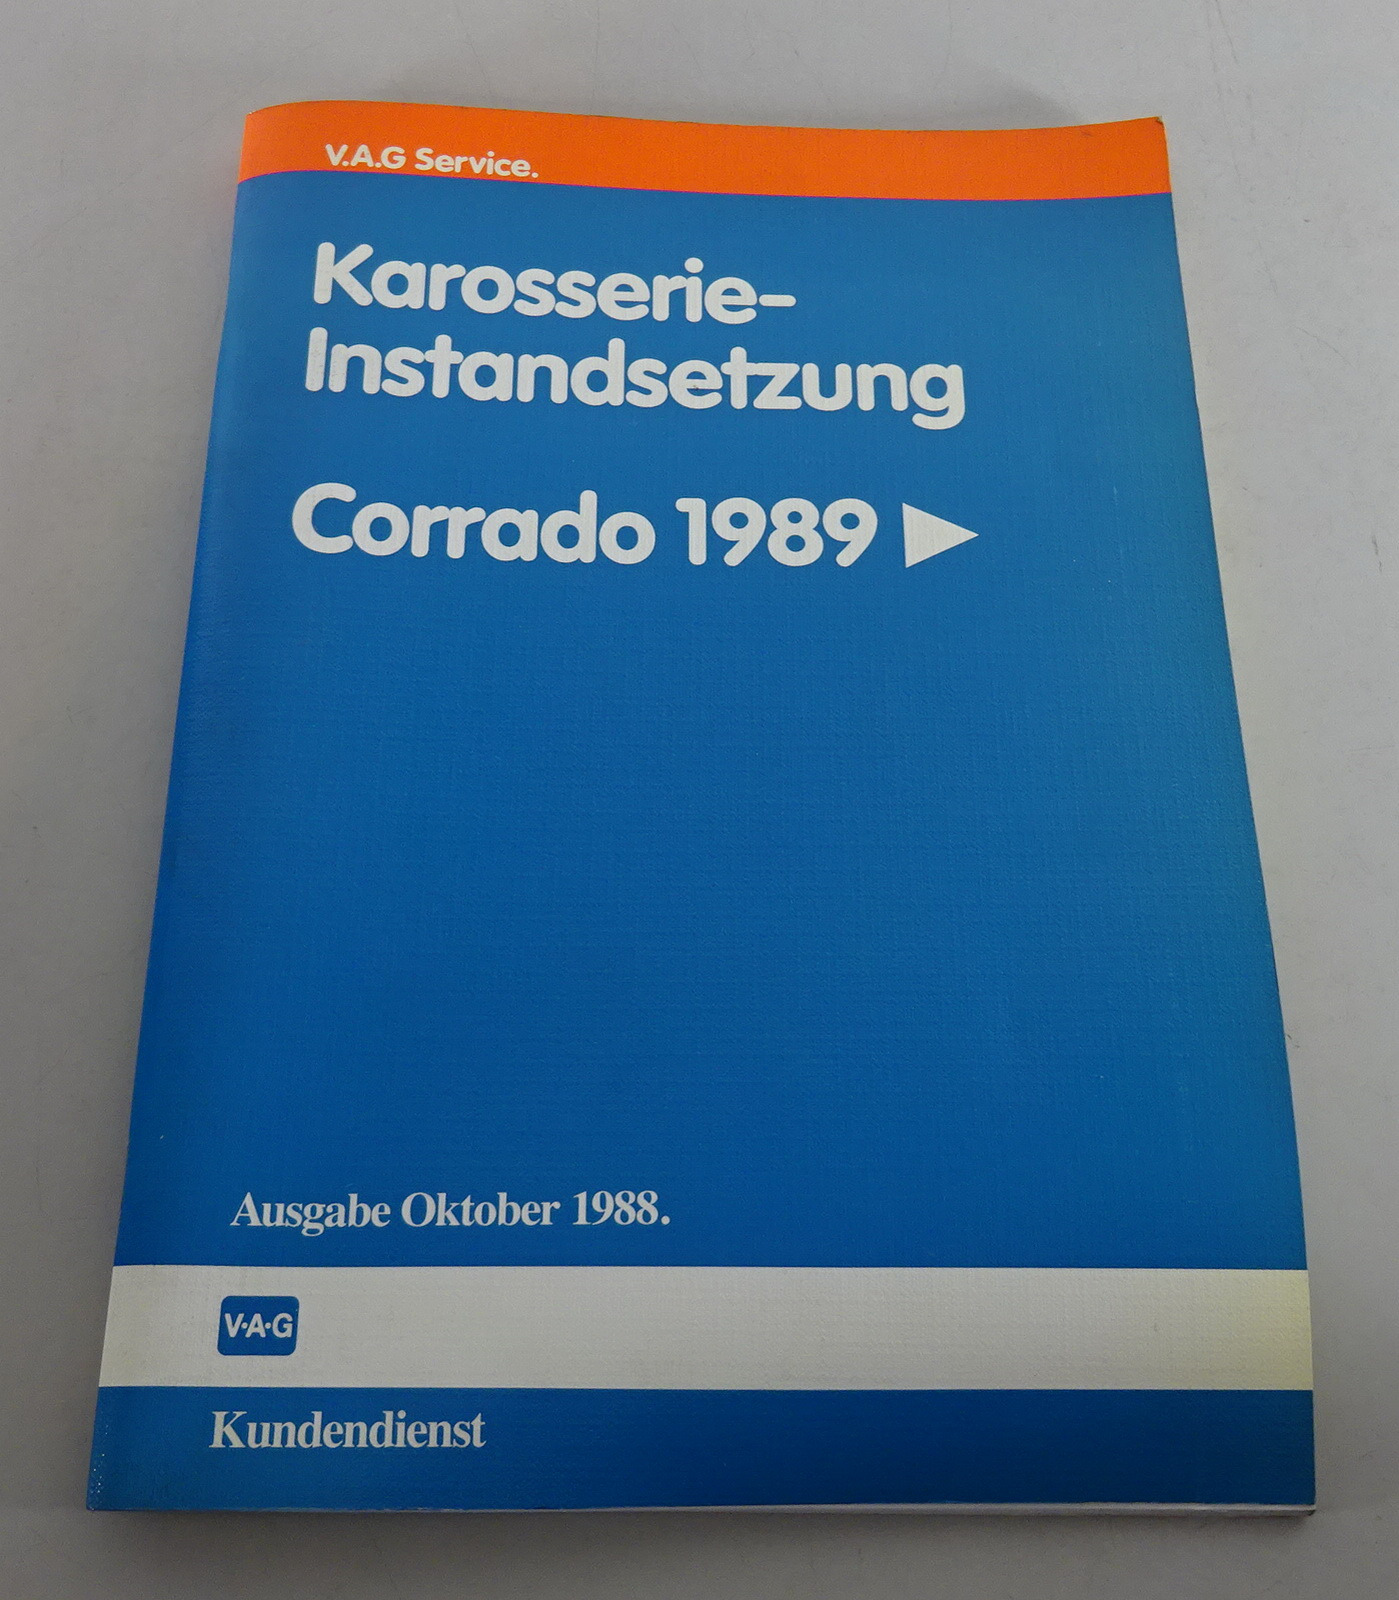 V.A.G Service.
Karosserie-
Instandsetzung
Corrado 1989 ▶
Ausgabe Oktober 1988.
V·A·G
Kundendienst